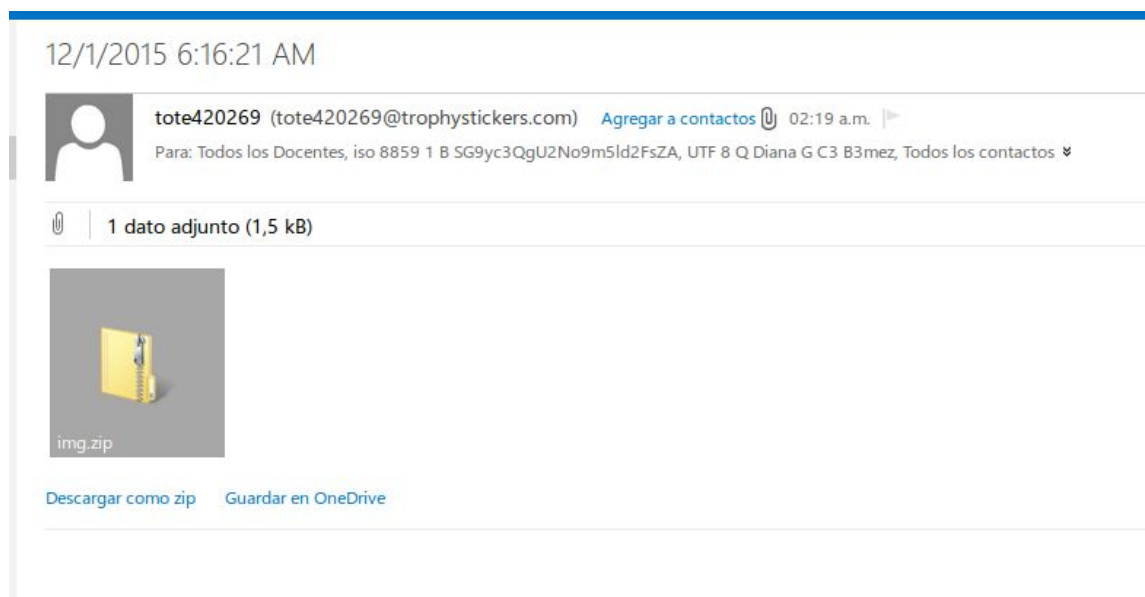 12/1/2015 6:16:21 AM
tote420269 (tote420269@trophystickers.com) Agregar a contactos 02:19 a.m.
Para: Todos los Docentes, iso 8859 1 B SG9yc3QgU2No9m5ld2FsZA, UTF 8 Q Diana G C3 B3mez, Todos los contactos
1 dato adjunto (1,5 kB)
img.zip
Descargar como zip Guardar en OneDrive